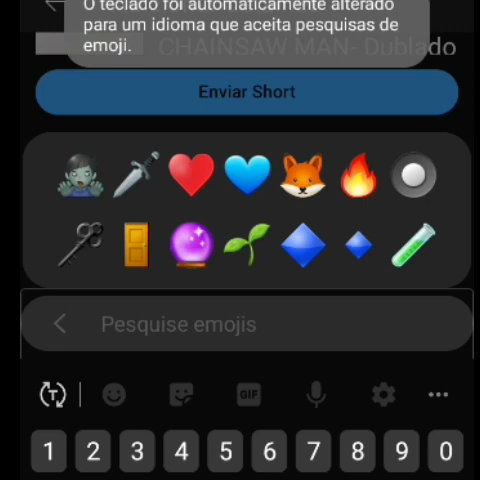 O teclado foi automaticamente alterado
para um idioma que aceita pesquisas de
emoji.
CHAINSAW MAN- Dublado
Enviar Short
Pesquise emojis
GIF
1 2 3 4 5 6 7 8 9 0